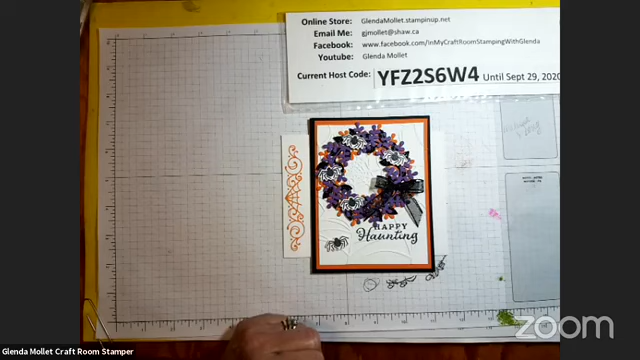 Online Store: GlendaMollet.stampinup.net
Email Me: gjmollet@shaw.ca
Facebook: www.facebook.com/InMyCraftRoomStampingWithGlenda
Youtube: Glenda Mollet
Current Host Code: YFZ2S6W4 Until Sept 29, 2020
HAPPY
Haunting
zoom
Glenda Mollet Craft Room Stamper